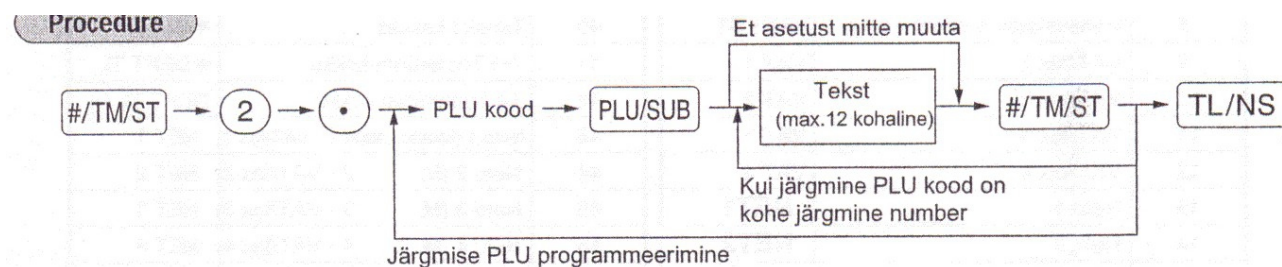 Procedure
Et asetust mitte muuta
#/TM/ST
2
•
PLU kood
PLU/SUB
Tekst
(max.12 kohaline)
#/TM/ST
TL/NS
Kui järgmine PLU kood on
kohe järgmine number
Järgmise PLU programmeerimine